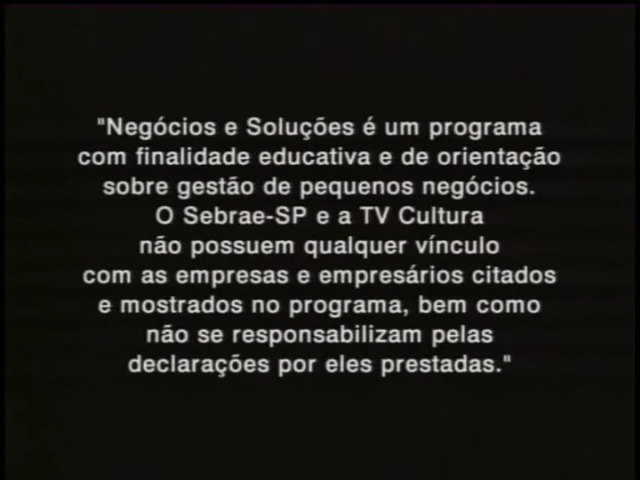 "Negócios e Soluções é um programa
com finalidade educativa e de orientação
sobre gestão de pequenos negócios.
O Sebrae-SP e a TV Cultura
não possuem qualquer vínculo
com as empresas e empresários citados
e mostrados no programa, bem como
não se responsabilizam pelas
declarações por eles prestadas."